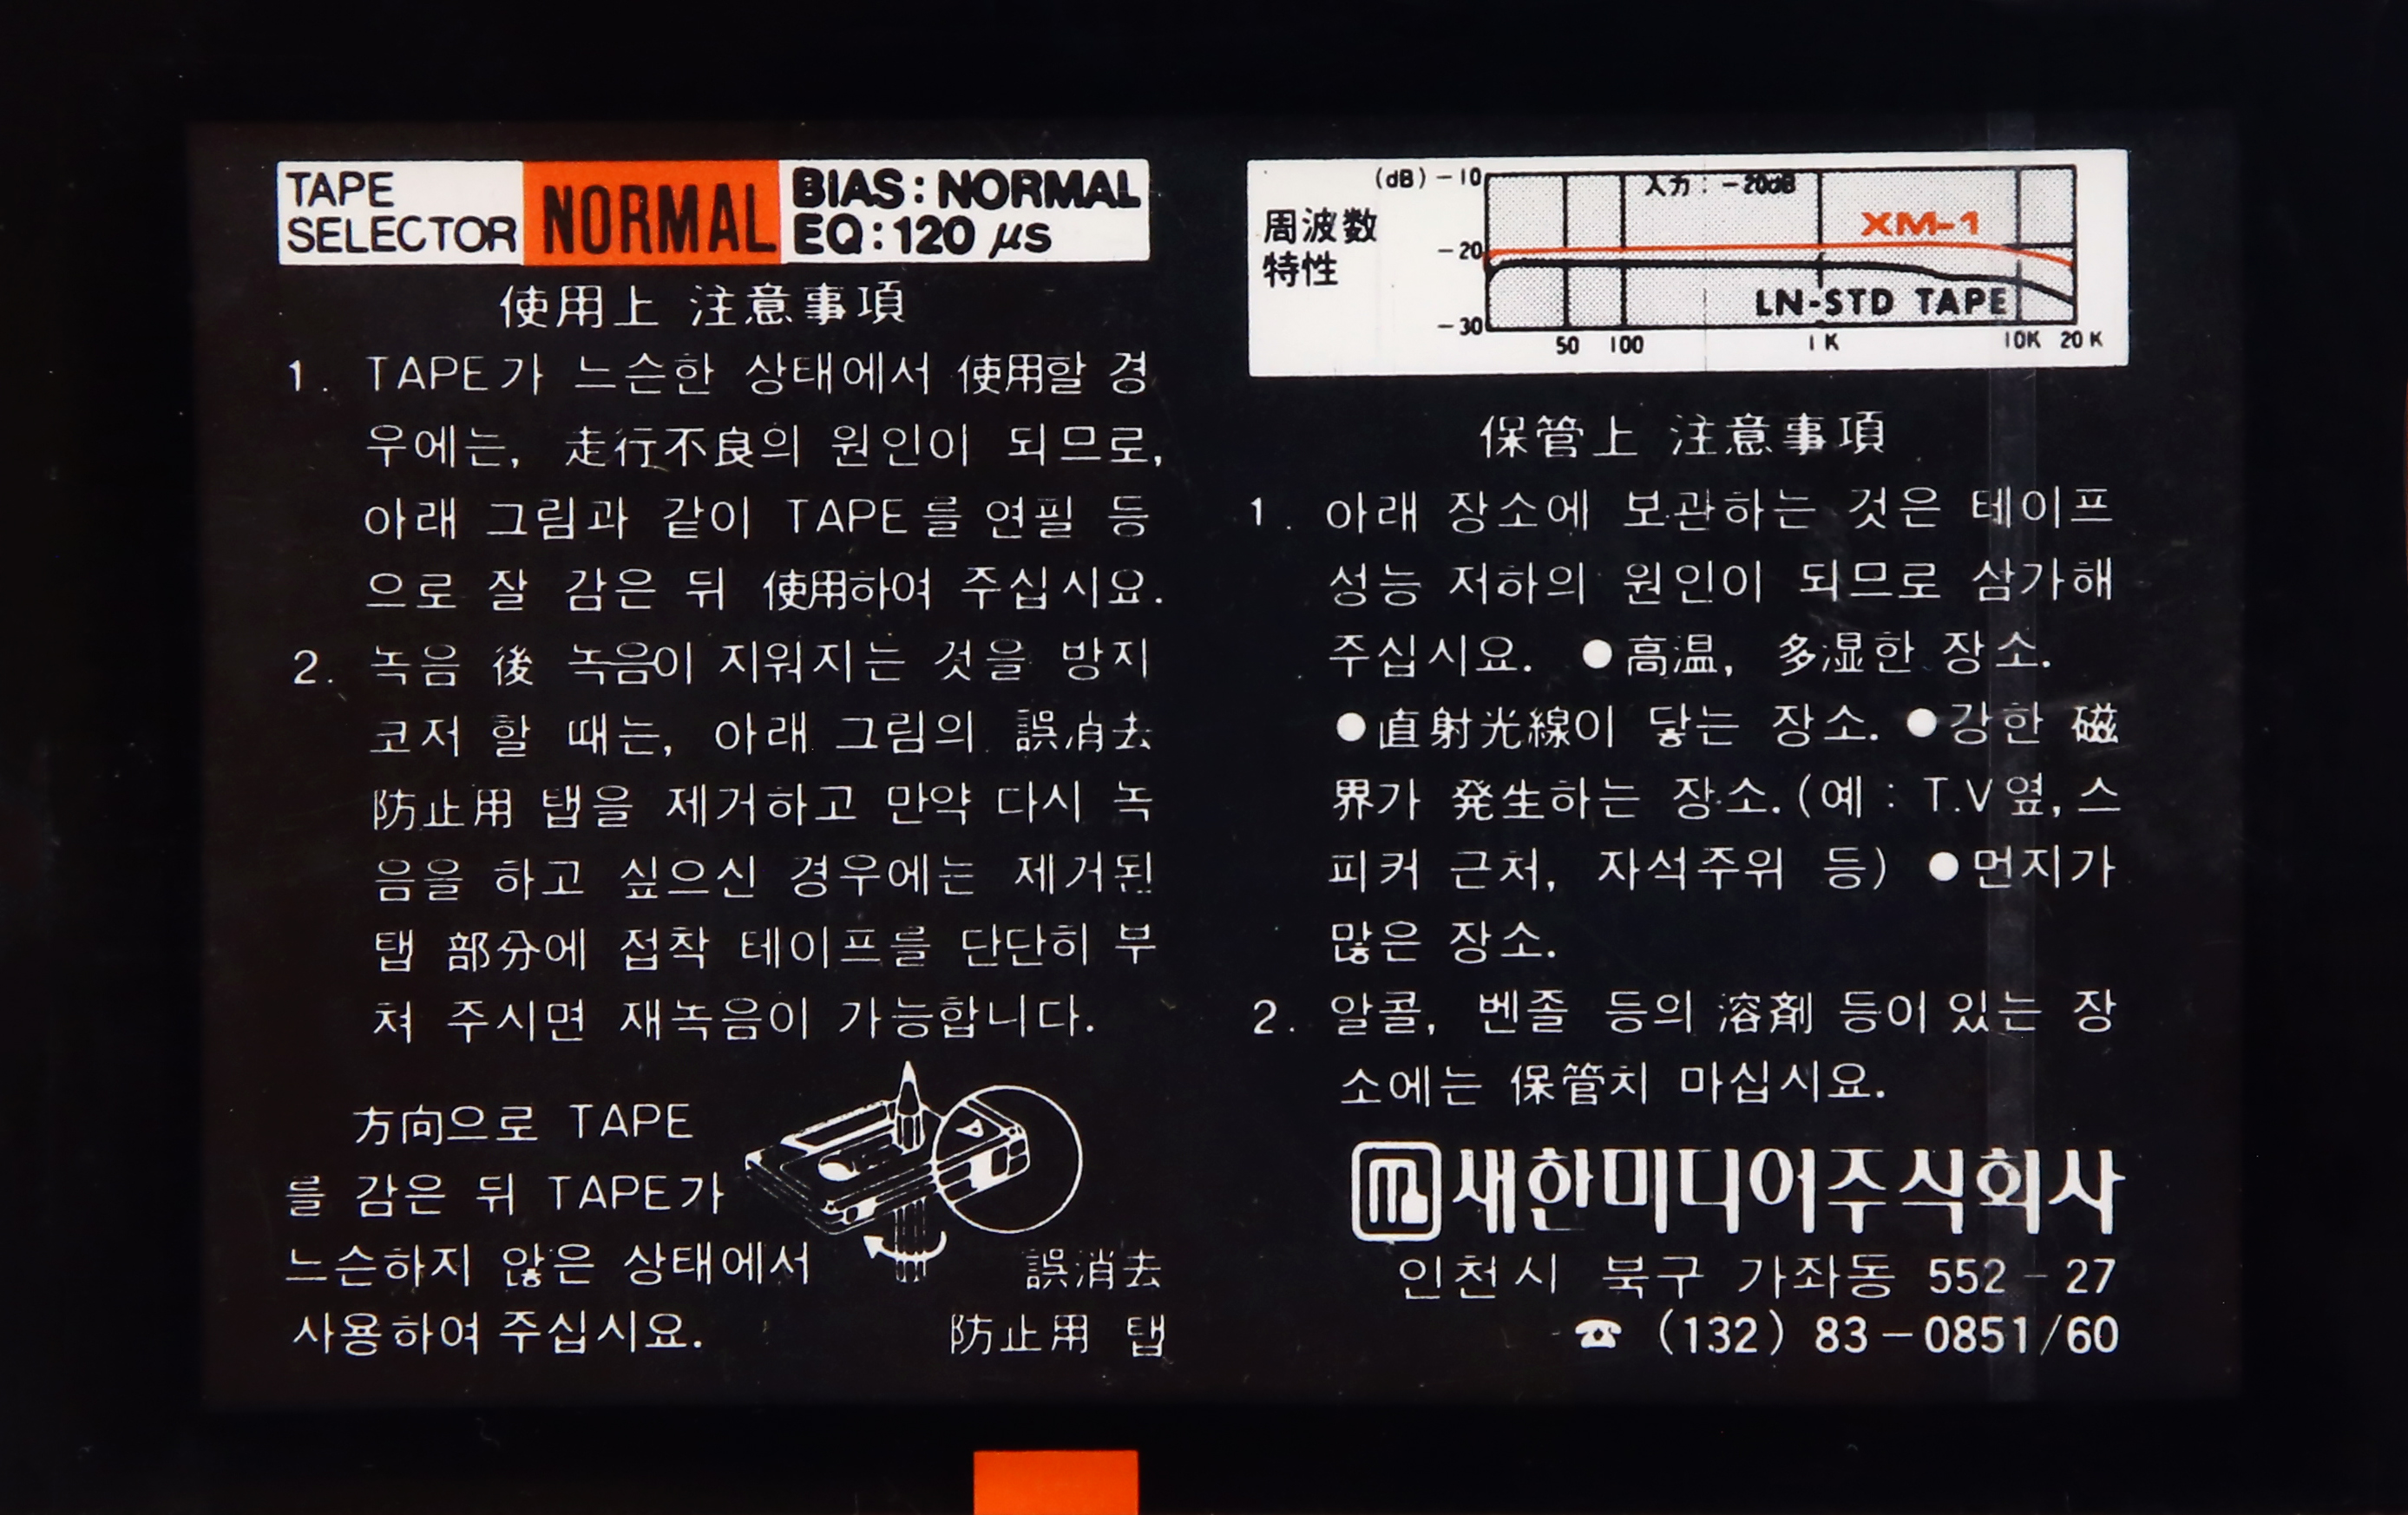 TAPE
SELECTOR
NORMAL
BIAS : NORMAL
EQ : 120 μs
使用上 注意事項
1. TAPE가 느슨한 상태에서 使用할 경
우에는, 走行不良의 원인이 되므로,
아래 그림과 같이 TAPE를 연필 등
으로 잘 감은 뒤 使用하여 주십시요.
2. 녹음 後 녹음이 지워지는 것을 방지
코저 할 때는, 아래 그림의 誤消去
防止用 탭을 제거하고 만약 다시 녹
음을 하고 싶으신 경우에는 제거된
탭 部分에 접착 테이프를 단단히 부
쳐 주시면 재녹음이 가능합니다.
方向으로 TAPE
를 감은 뒤 TAPE가
느슨하지 않은 상태에서
사용하여 주십시요.
誤消去
防止用 탭
周波数
特性
(dB) -10
-20
-30
入力 : -20dB
XM-1
LN-STD TAPE
50 100 1K 10K 20K
保管上 注意事項
1. 아래 장소에 보관하는 것은 테이프
성능 저하의 원인이 되므로 삼가해
주십시요. ●高温, 多湿한 장소.
●直射光線이 닿는 장소. ●강한 磁
界가 発生하는 장소. (예 : T.V옆, 스
피커 근처, 자석주위 등) ●먼지가
많은 장소.
2. 알콜, 벤졸 등의 溶剤 등이 있는 장
소에는 保管치 마십시요.
새한미디어주식회사
인천시 북구 가좌동 552-27
☎ (132) 83-0851/60